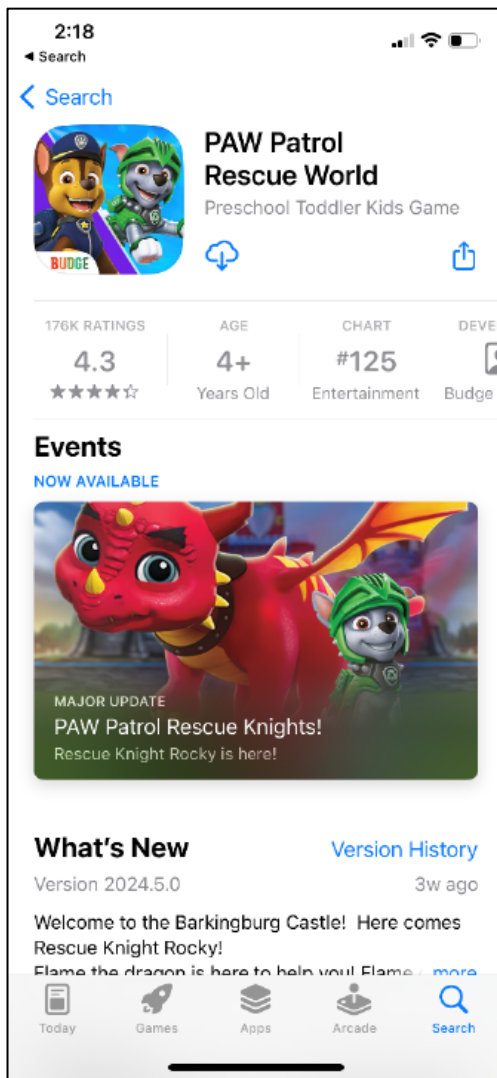 2:18
◀ Search
Search
PAW Patrol
Rescue World
Preschool Toddler Kids Game
BUDGE
176K RATINGS
AGE
CHART
DEVE
4.3
4+
#125
★★★★☆
Years Old
Entertainment
Budge
Events
NOW AVAILABLE
MAJOR UPDATE
PAW Patrol Rescue Knights!
Rescue Knight Rocky is here!
What's New
Version History
Version 2024.5.0
3w ago
Welcome to the Barkingburg Castle! Here comes
Rescue Knight Rocky!
Flame the dragon is here to help you! Flame
more
Today
Games
Apps
Arcade
Search